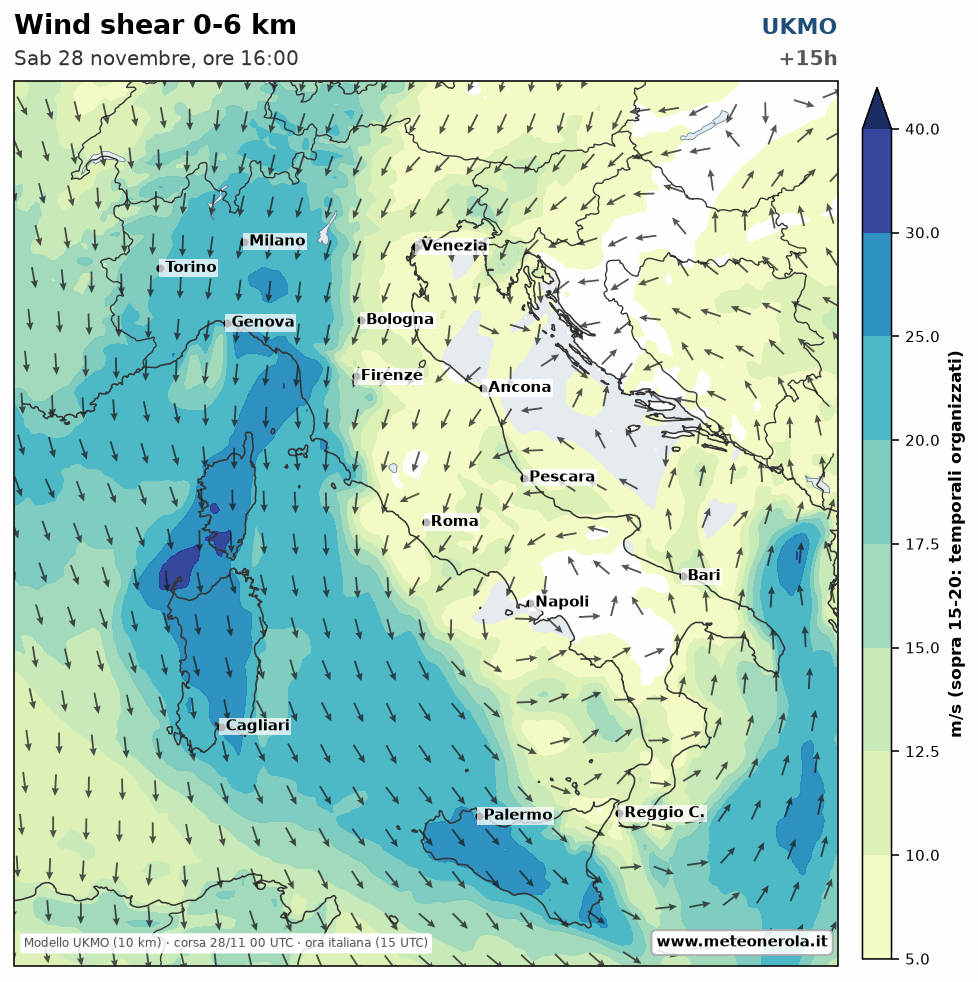 Wind shear 0-6 km
UKMO
Sab 28 novembre, ore 16:00
+15h
Milano
Venezia
Torino
Genova
Bologna
Firenze
Ancona
Pescara
Roma
Bari
Napoli
Cagliari
Palermo
Reggio C.
40.0
30.0
25.0
20.0
17.5
15.0
12.5
10.0
5.0
m/s (sopra 15-20: temporali organizzati)
Modello UKMO (10 km) · corsa 28/11 00 UTC · ora italiana (15 UTC)
www.meteonerola.it